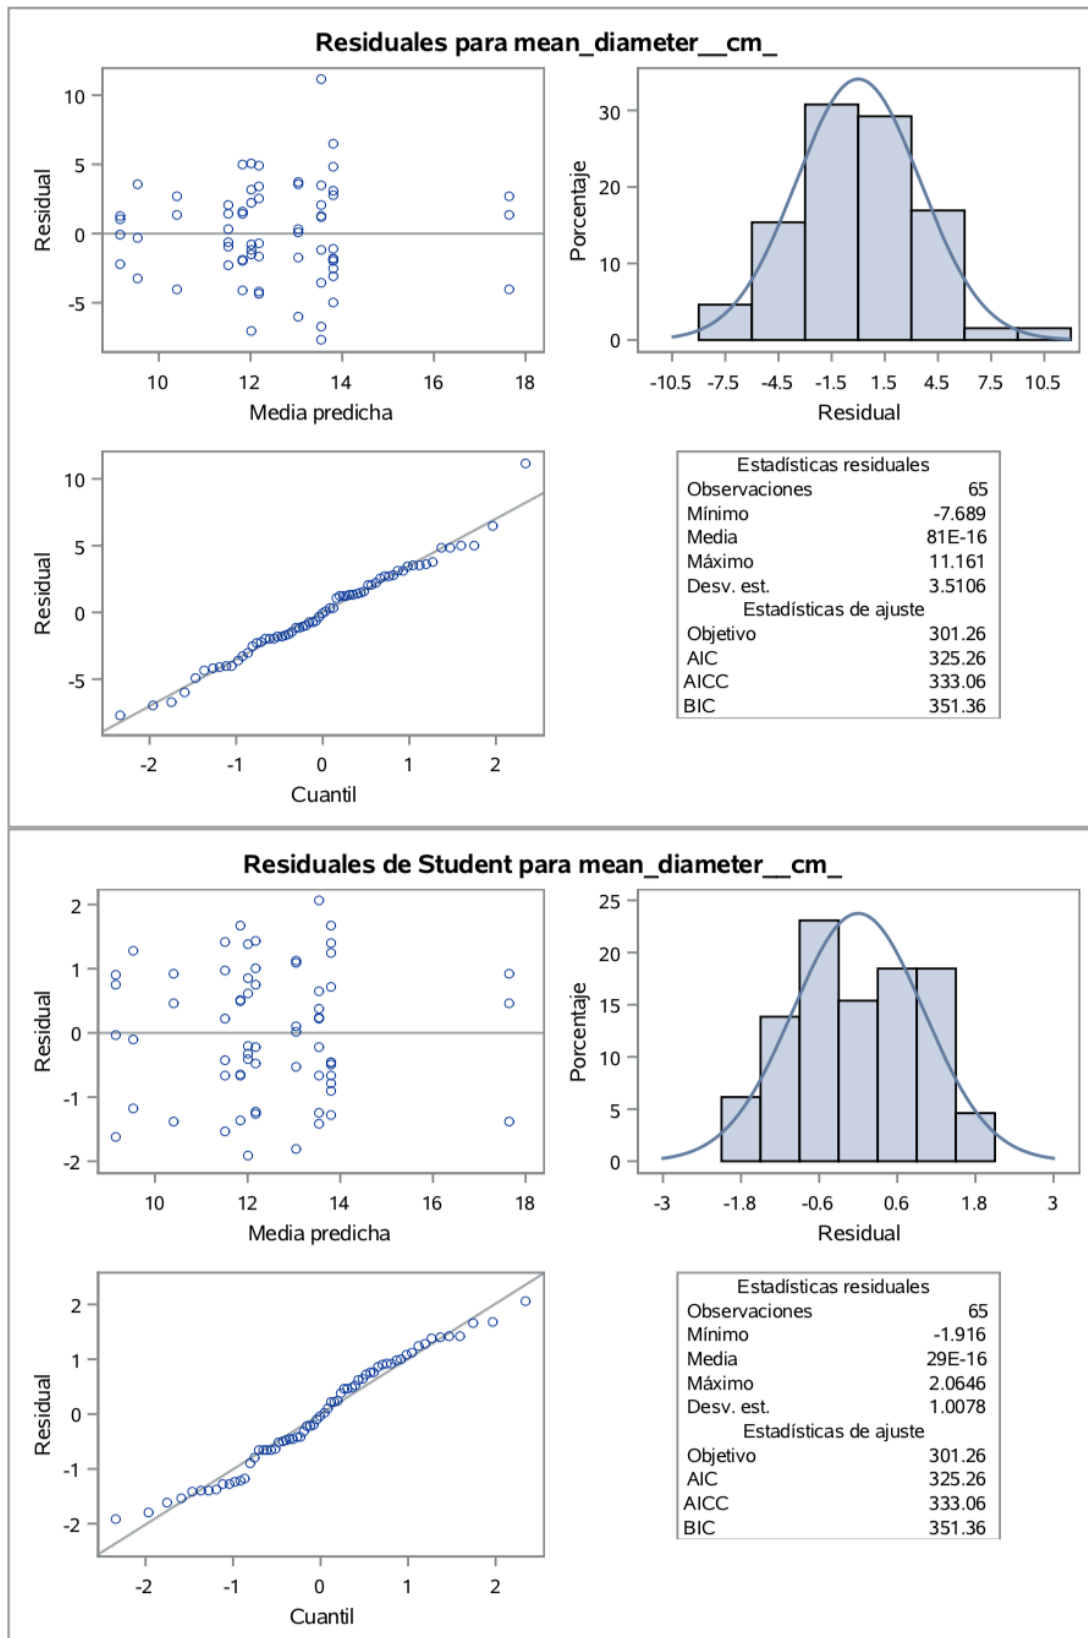 Residuales para mean_diameter__cm_
Residual
10
5
0
-5
10 12 14 16 18
Media predicha
Porcentaje
30
20
10
0
-10.5 -7.5 -4.5 -1.5 1.5 4.5 7.5 10.5
Residual
Residual
10
5
0
-5
-2 -1 0 1 2
Cuantil
Estadísticas residuales
Observaciones 65
Mínimo -7.689
Media 81E-16
Máximo 11.161
Desv. est. 3.5106
Estadísticas de ajuste
Objetivo 301.26
AIC 325.26
AICC 333.06
BIC 351.36
Residuales de Student para mean_diameter__cm_
Residual
2
1
0
-1
-2
10 12 14 16 18
Media predicha
Porcentaje
25
20
15
10
5
0
-3 -1.8 -0.6 0.6 1.8 3
Residual
Residual
2
1
0
-1
-2
-2 -1 0 1 2
Cuantil
Estadísticas residuales
Observaciones 65
Mínimo -1.916
Media 29E-16
Máximo 2.0646
Desv. est. 1.0078
Estadísticas de ajuste
Objetivo 301.26
AIC 325.26
AICC 333.06
BIC 351.36